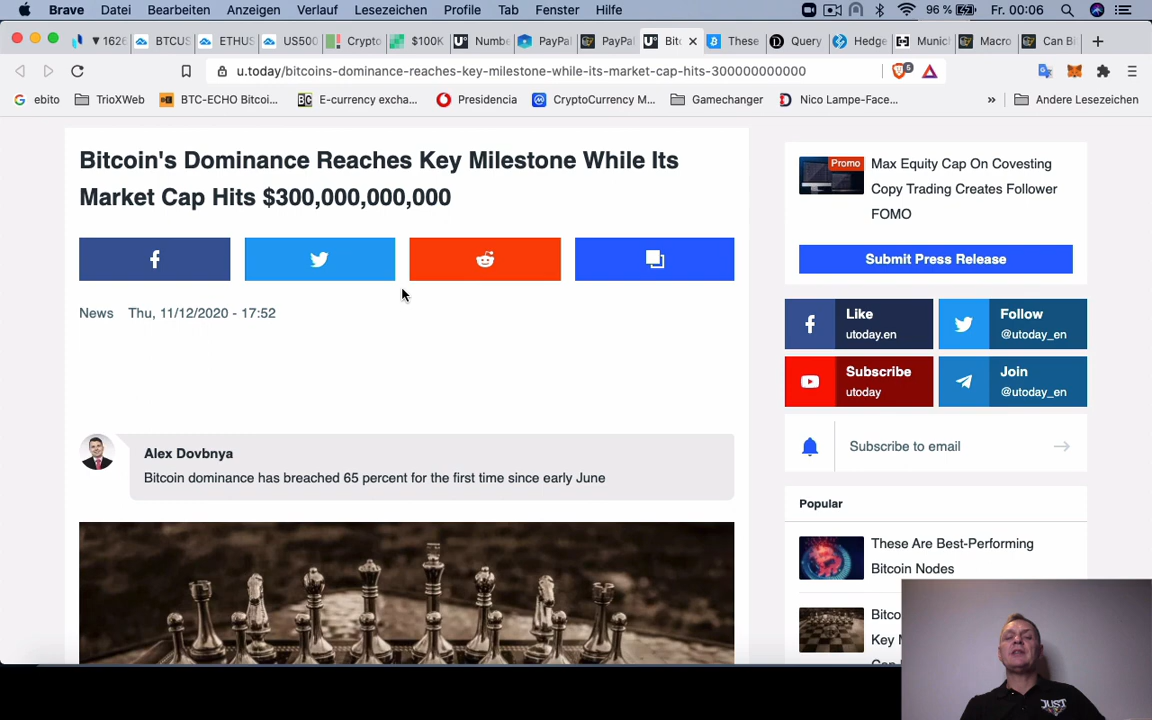 Brave Datei Bearbeiten Anzeigen Verlauf Lesezeichen Profile Tab Fenster Hilfe 96 % Fr. 00:06
1626 BTCUS ETHUS US500 Crypto $100K Numbe PayPal PayPal Bitc These Query Hedge Munich Macro Can Bi
u.today/bitcoins-dominance-reaches-key-milestone-while-its-market-cap-hits-300000000000 5
ebito TrioXWeb BTC-ECHO Bitcoi... E-currency excha... Presidencia CryptoCurrency M... Gamechanger Nico Lampe-Face... » Andere Lesezeichen
Bitcoin's Dominance Reaches Key Milestone While Its
Market Cap Hits $300,000,000,000
News Thu, 11/12/2020 - 17:52
Alex Dovbnya
Bitcoin dominance has breached 65 percent for the first time since early June
Promo
Max Equity Cap On Covesting
Copy Trading Creates Follower
FOMO
Submit Press Release
Like
utoday.en
Follow
@utoday_en
Subscribe
utoday
Join
@utoday_en
Subscribe to email
Popular
These Are Best-Performing
Bitcoin Nodes
Bitco
Key M
JUST